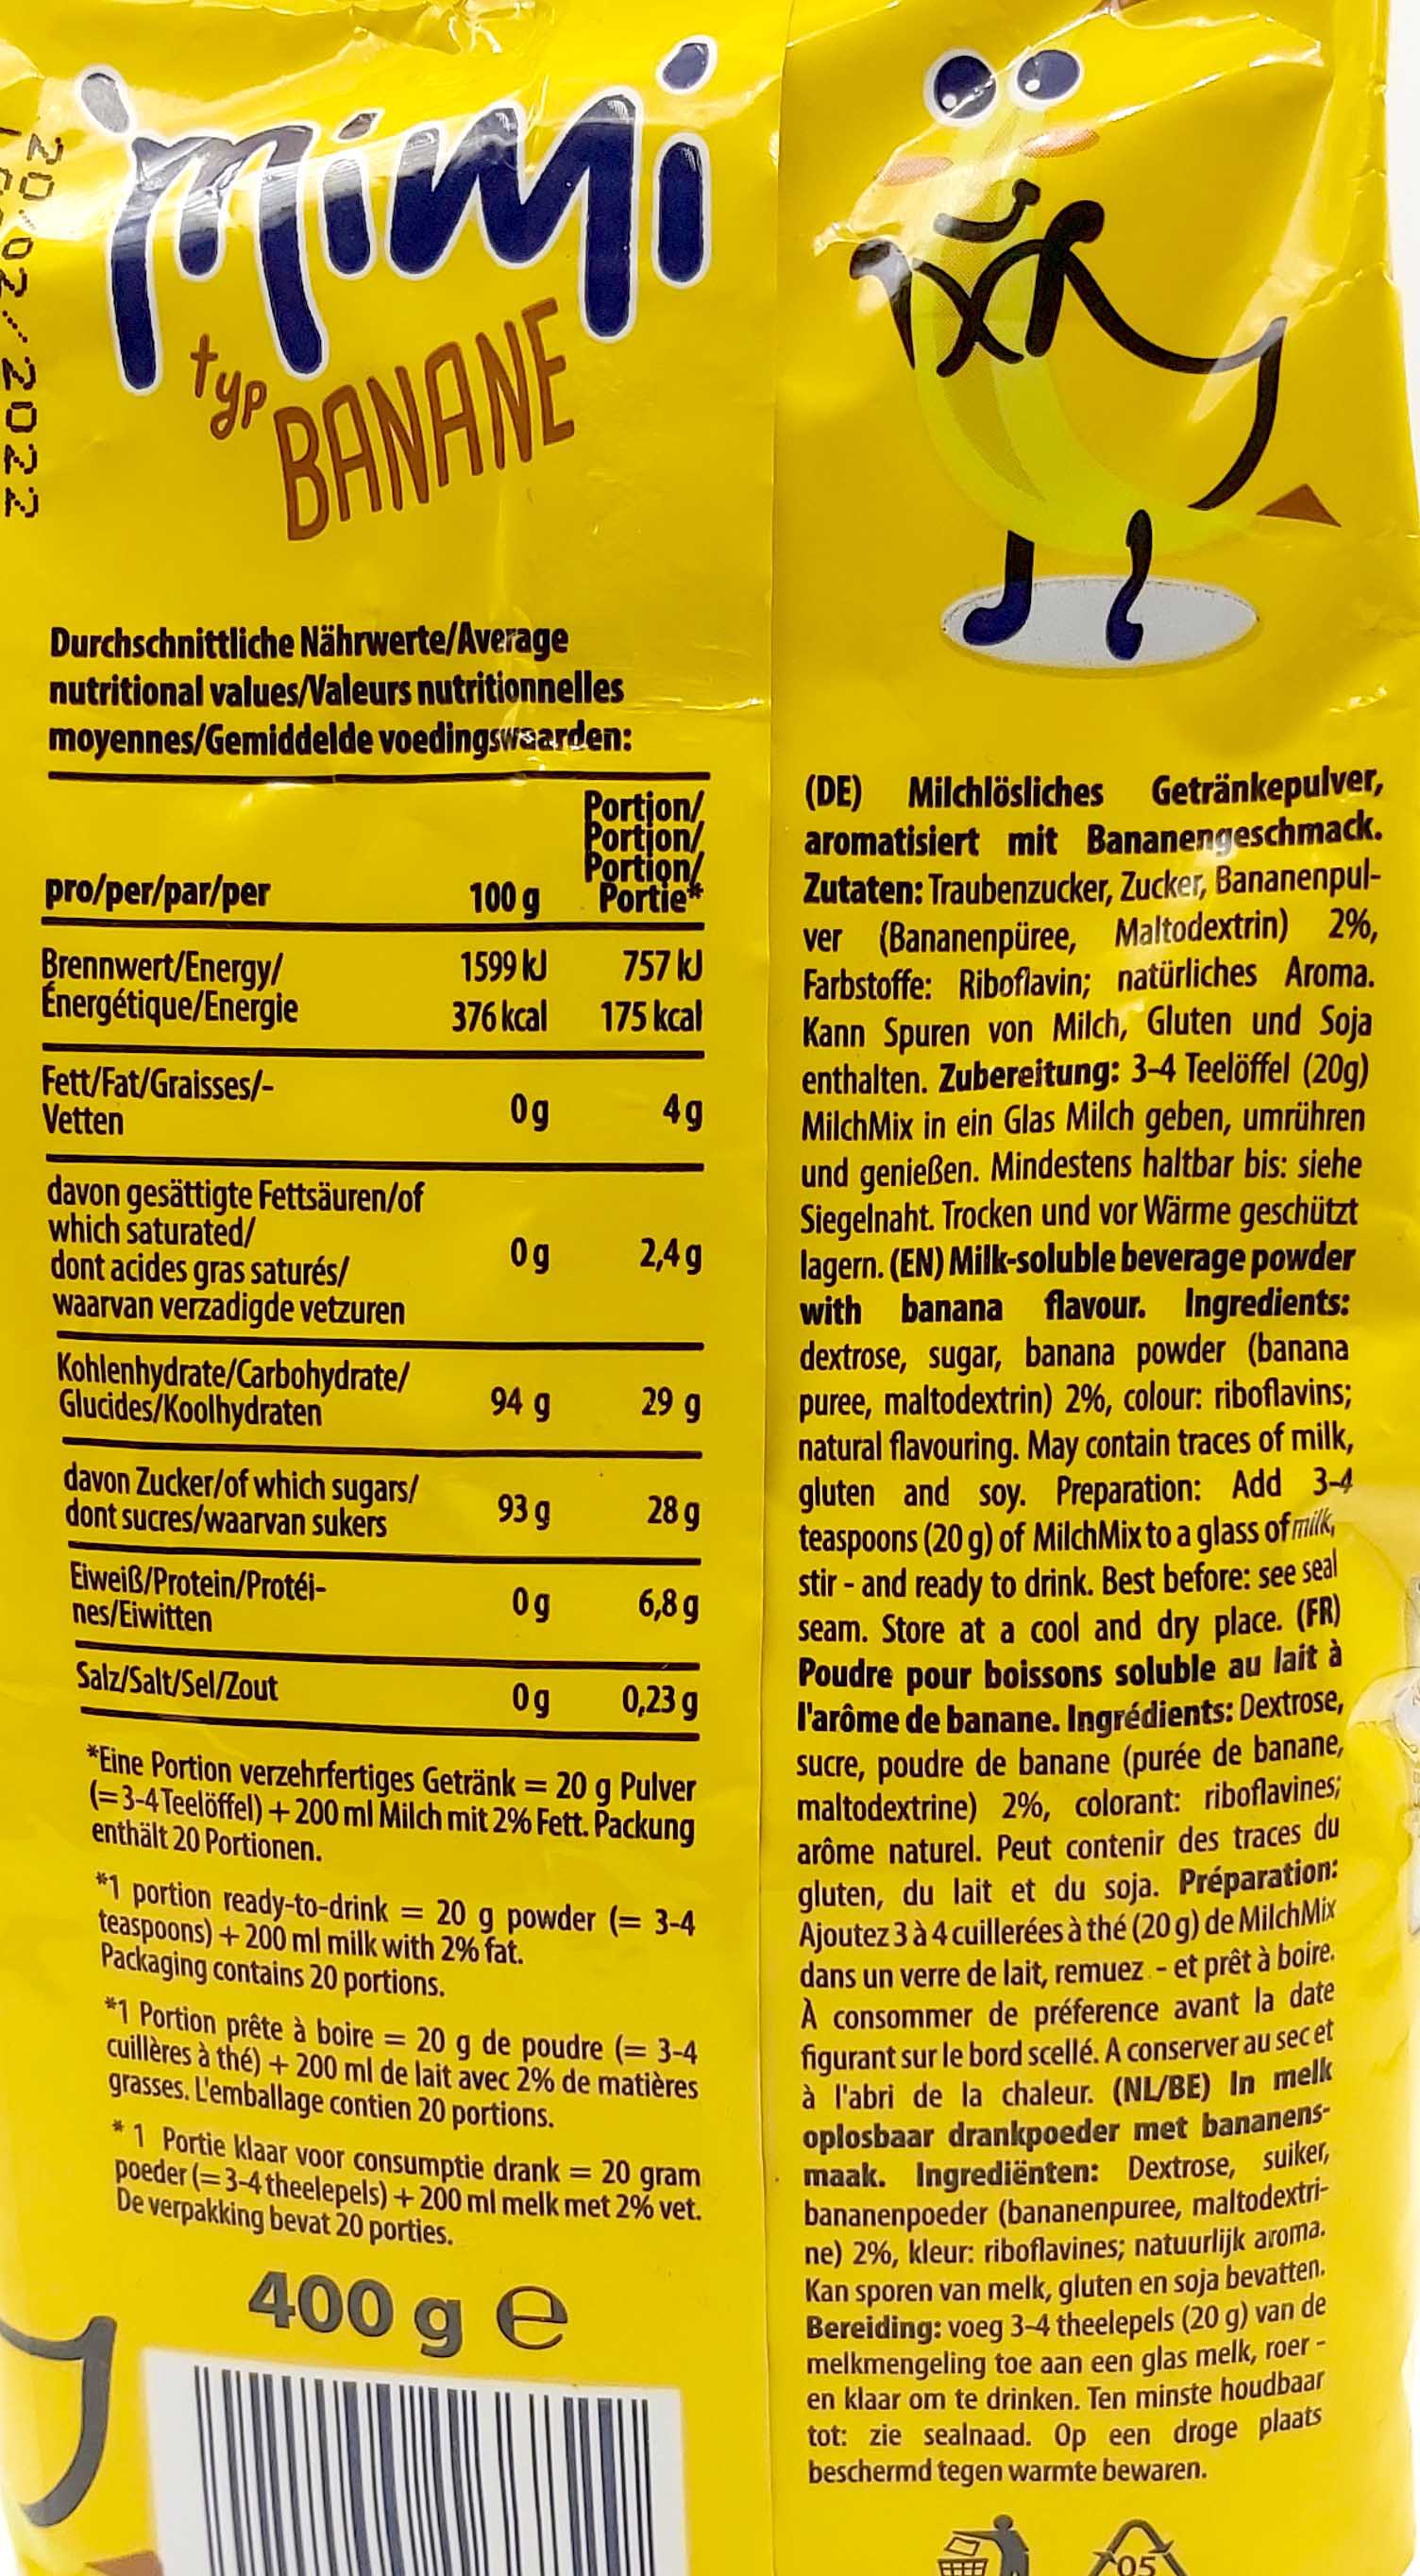 20/02/2022
mimi
typ
BANANE
Durchschnittliche Nährwerte/Average
nutritional values/Valeurs nutritionnelles
moyennes/Gemiddelde voedingswaarden:
Portion/
Portion/
Portion/
pro/per/par/per 100 g Portie*
Brennwert/Energy/ 1599 kJ 757 kJ
Énergétique/Energie 376 kcal 175 kcal
Fett/Fat/Graisses/-
Vetten 0 g 4 g
davon gesättigte Fettsäuren/of
which saturated/
dont acides gras saturés/ 0 g 2,4 g
waarvan verzadigde vetzuren
Kohlenhydrate/Carbohydrate/
Glucides/Koolhydraten 94 g 29 g
davon Zucker/of which sugars/
dont sucres/waarvan sukers 93 g 28 g
Eiweiß/Protein/Protéi-
nes/Eiwitten 0 g 6,8 g
Salz/Salt/Sel/Zout 0 g 0,23 g
*Eine Portion verzehrfertiges Getränk = 20 g Pulver
(= 3-4 Teelöffel) + 200 ml Milch mit 2% Fett. Packung
enthält 20 Portionen.
*1 portion ready-to-drink = 20 g powder (= 3-4
teaspoons) + 200 ml milk with 2% fat.
Packaging contains 20 portions.
*1 Portion prête à boire = 20 g de poudre (= 3-4
cuillères à thé) + 200 ml de lait avec 2% de matières
grasses. L'emballage contien 20 portions.
* 1 Portie klaar voor consumptie drank = 20 gram
poeder (= 3-4 theelepels) + 200 ml melk met 2% vet.
De verpakking bevat 20 porties.
400 g e
(DE) Milchlösliches Getränkepulver,
aromatisiert mit Bananengeschmack.
Zutaten: Traubenzucker, Zucker, Bananenpul-
ver (Bananenpüree, Maltodextrin) 2%,
Farbstoffe: Riboflavin; natürliches Aroma.
Kann Spuren von Milch, Gluten und Soja
enthalten. Zubereitung: 3-4 Teelöffel (20g)
MilchMix in ein Glas Milch geben, umrühren
und genießen. Mindestens haltbar bis: siehe
Siegelnaht. Trocken und vor Wärme geschützt
lagern. (EN) Milk-soluble beverage powder
with banana flavour. Ingredients:
dextrose, sugar, banana powder (banana
puree, maltodextrin) 2%, colour: riboflavins;
natural flavouring. May contain traces of milk,
gluten and soy. Preparation: Add 3-4
teaspoons (20 g) of MilchMix to a glass of milk,
stir - and ready to drink. Best before: see seal
seam. Store at a cool and dry place. (FR)
Poudre pour boissons soluble au lait à
l'arôme de banane. Ingrédients: Dextrose,
sucre, poudre de banane (purée de banane,
maltodextrine) 2%, colorant: riboflavines;
arôme naturel. Peut contenir des traces du
gluten, du lait et du soja. Préparation:
Ajoutez 3 à 4 cuillerées à thé (20 g) de MilchMix
dans un verre de lait, remuez - et prêt à boire.
À consommer de préference avant la date
figurant sur le bord scellé. A conserver au sec et
à l'abri de la chaleur. (NL/BE) In melk
oplosbaar drankpoeder met bananens-
maak. Ingrediënten: Dextrose, suiker,
bananenpoeder (bananenpuree, maltodextri-
ne) 2%, kleur: riboflavines; natuurlijk aroma.
Kan sporen van melk, gluten en soja bevatten.
Bereiding: voeg 3-4 theelepels (20 g) van de
melkmengeling toe aan een glas melk, roer -
en klaar om te drinken. Ten minste houdbaar
tot: zie sealnaad. Op een droge plaats
beschermd tegen warmte bewaren.
05